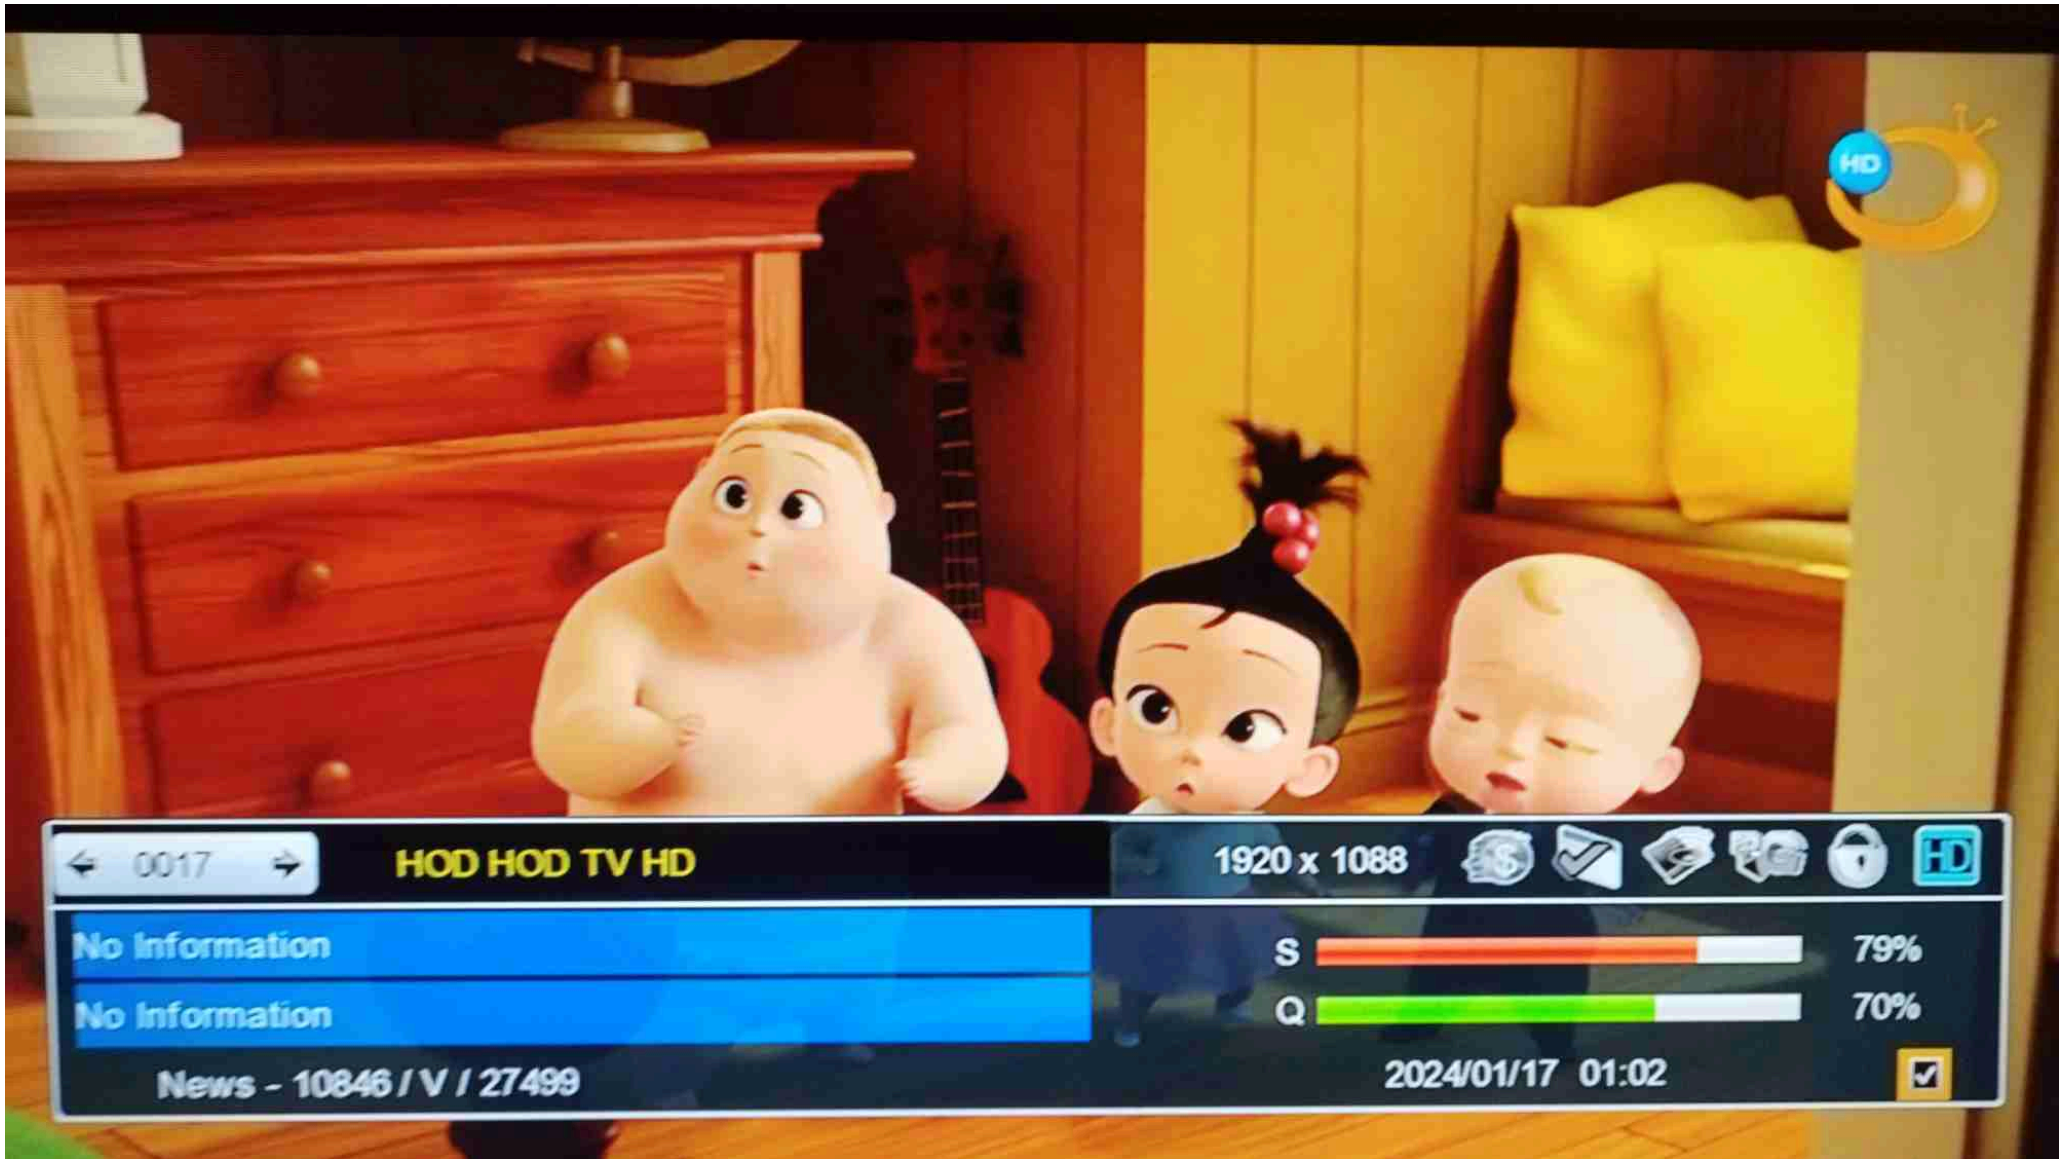 HD
0017
HOD HOD TV HD
1920 x 1088
HD
No Information
S
79%
No Information
Q
70%
News - 10846 / V / 27499
2024/01/17 01:02